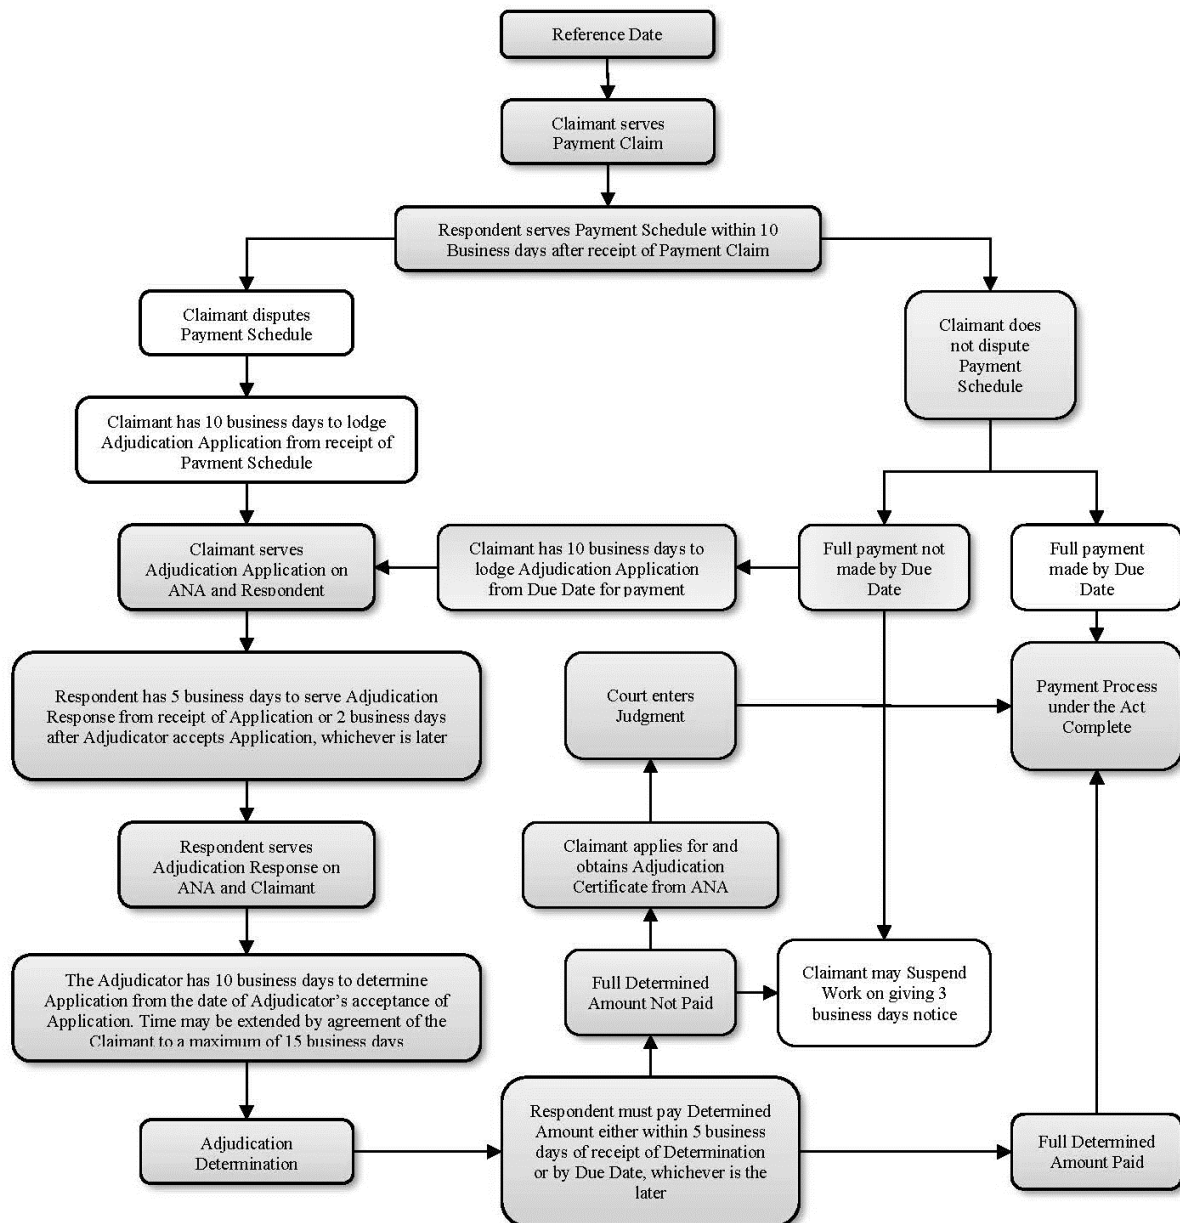 Reference Date
Claimant serves
Payment Claim
Respondent serves Payment Schedule within 10
Business days after receipt of Payment Claim
Claimant disputes
Payment Schedule
Claimant does
not dispute
Payment
Schedule
Claimant has 10 business days to lodge
Adjudication Application from receipt of
Payment Schedule
Claimant serves
Adjudication Application on
ANA and Respondent
Claimant has 10 business days to
lodge Adjudication Application
from Due Date for payment
Full payment not
made by Due
Date
Full payment
made by Due
Date
Respondent has 5 business days to serve Adjudication
Response from receipt of Application or 2 business days
after Adjudicator accepts Application, whichever is later
Court enters
Judgment
Payment Process
under the Act
Complete
Respondent serves
Adjudication Response on
ANA and Claimant
Claimant applies for and
obtains Adjudication
Certificate from ANA
The Adjudicator has 10 business days to determine
Application from the date of Adjudicator’s acceptance of
Application. Time may be extended by agreement of the
Claimant to a maximum of 15 business days
Full Determined
Amount Not Paid
Claimant may Suspend
Work on giving 3
business days notice
Adjudication
Determination
Respondent must pay Determined
Amount either within 5 business
days of receipt of Determination
or by Due Date, whichever is the
later
Full Determined
Amount Paid